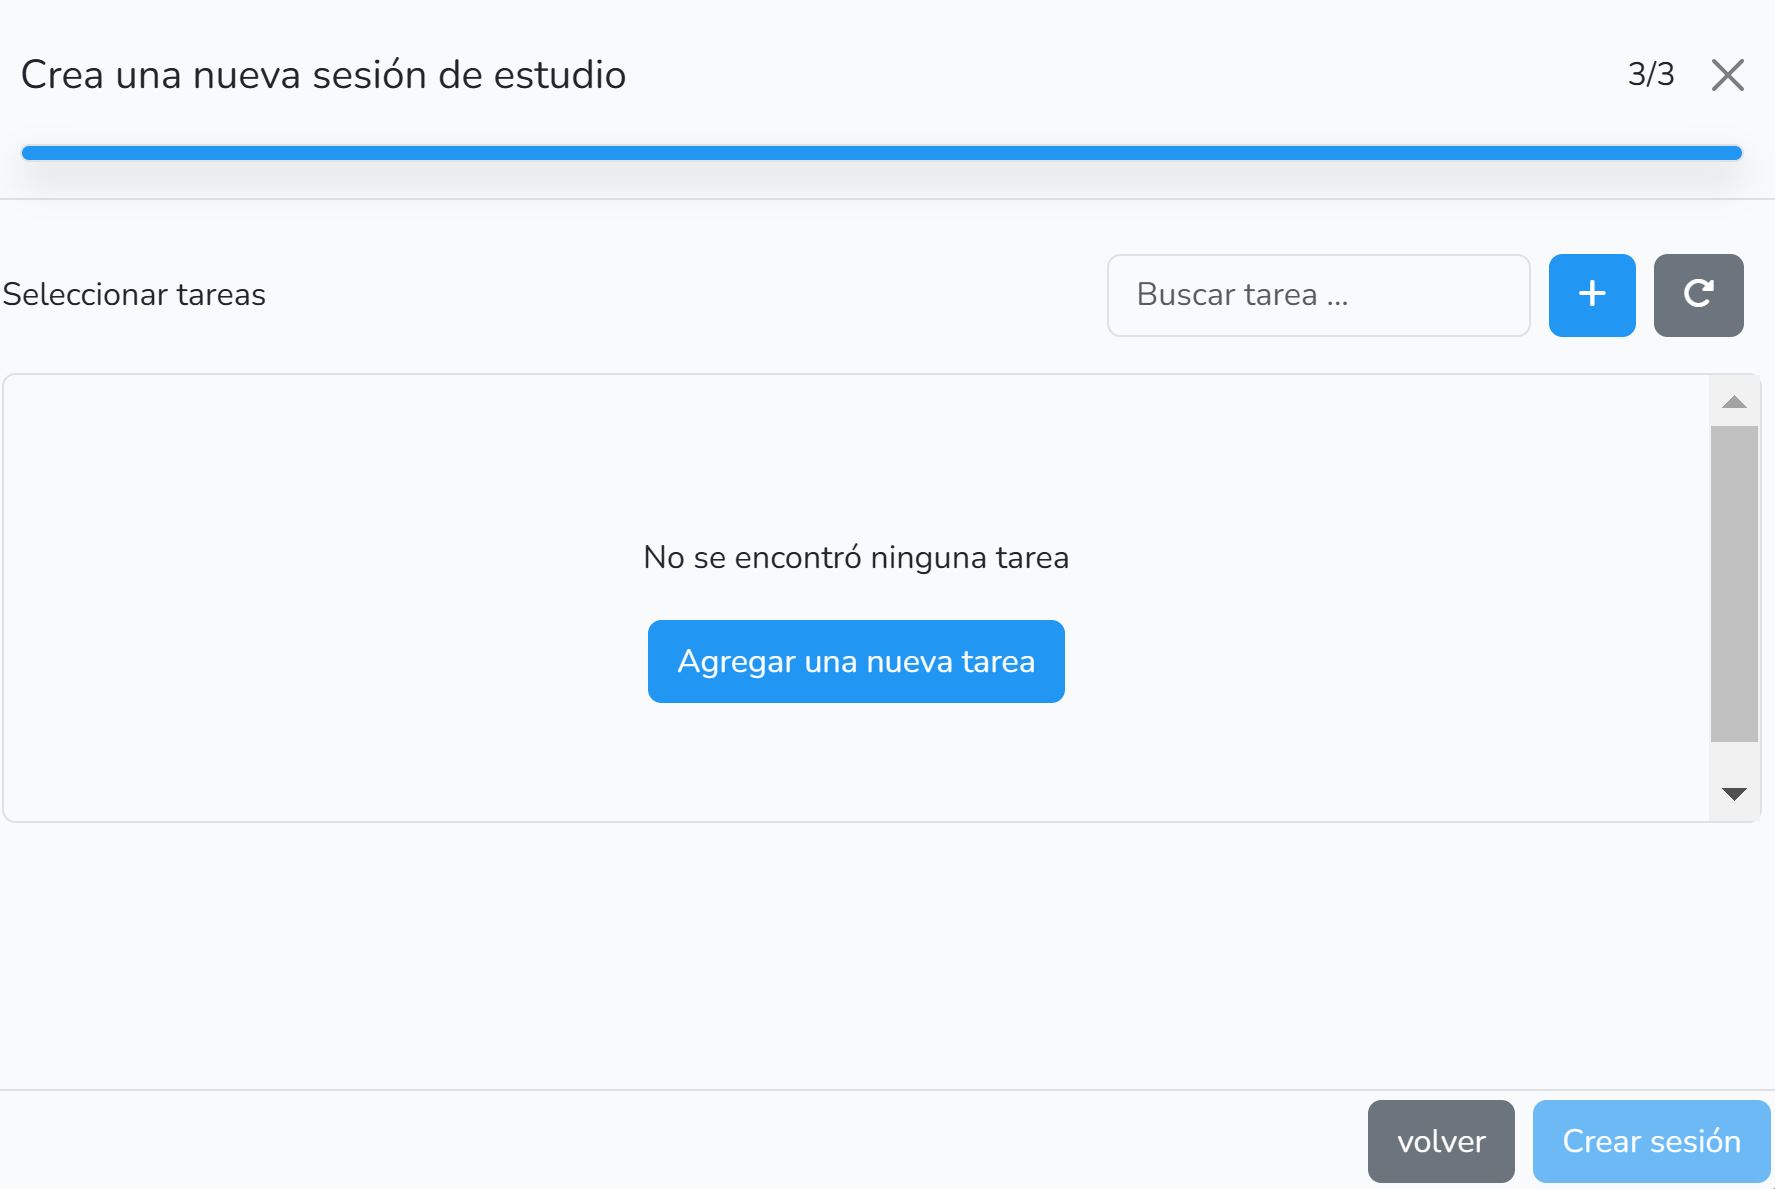 Crea una nueva sesión de estudio
3/3
Seleccionar tareas
Buscar tarea ...
No se encontró ninguna tarea
Agregar una nueva tarea
volver
Crear sesión